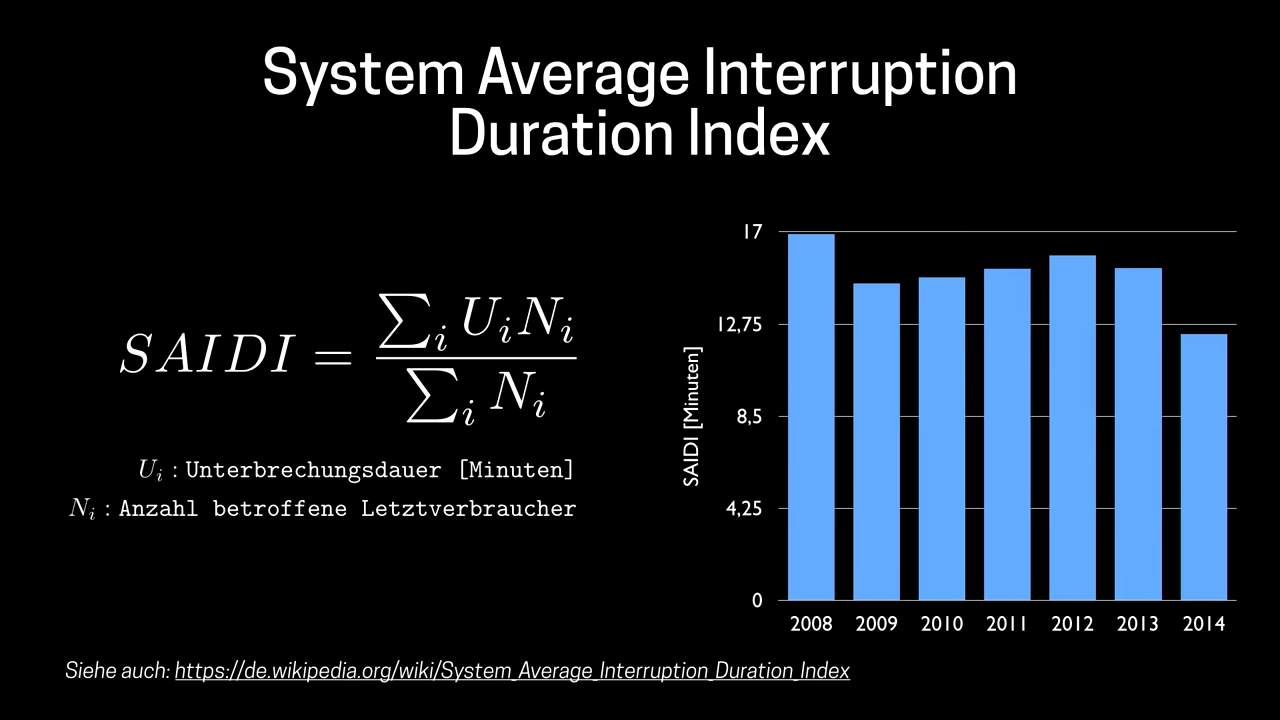 System Average Interruption
Duration Index
SAIDI = ∑ᵢ UᵢNᵢ / ∑ᵢ Nᵢ
Uᵢ : Unterbrechungsdauer [Minuten]
Nᵢ : Anzahl betroffene Letztverbraucher
SAIDI [Minuten]
17
12,75
8,5
4,25
0
2008 2009 2010 2011 2012 2013 2014
Siehe auch: https://de.wikipedia.org/wiki/System_Average_Interruption_Duration_Index